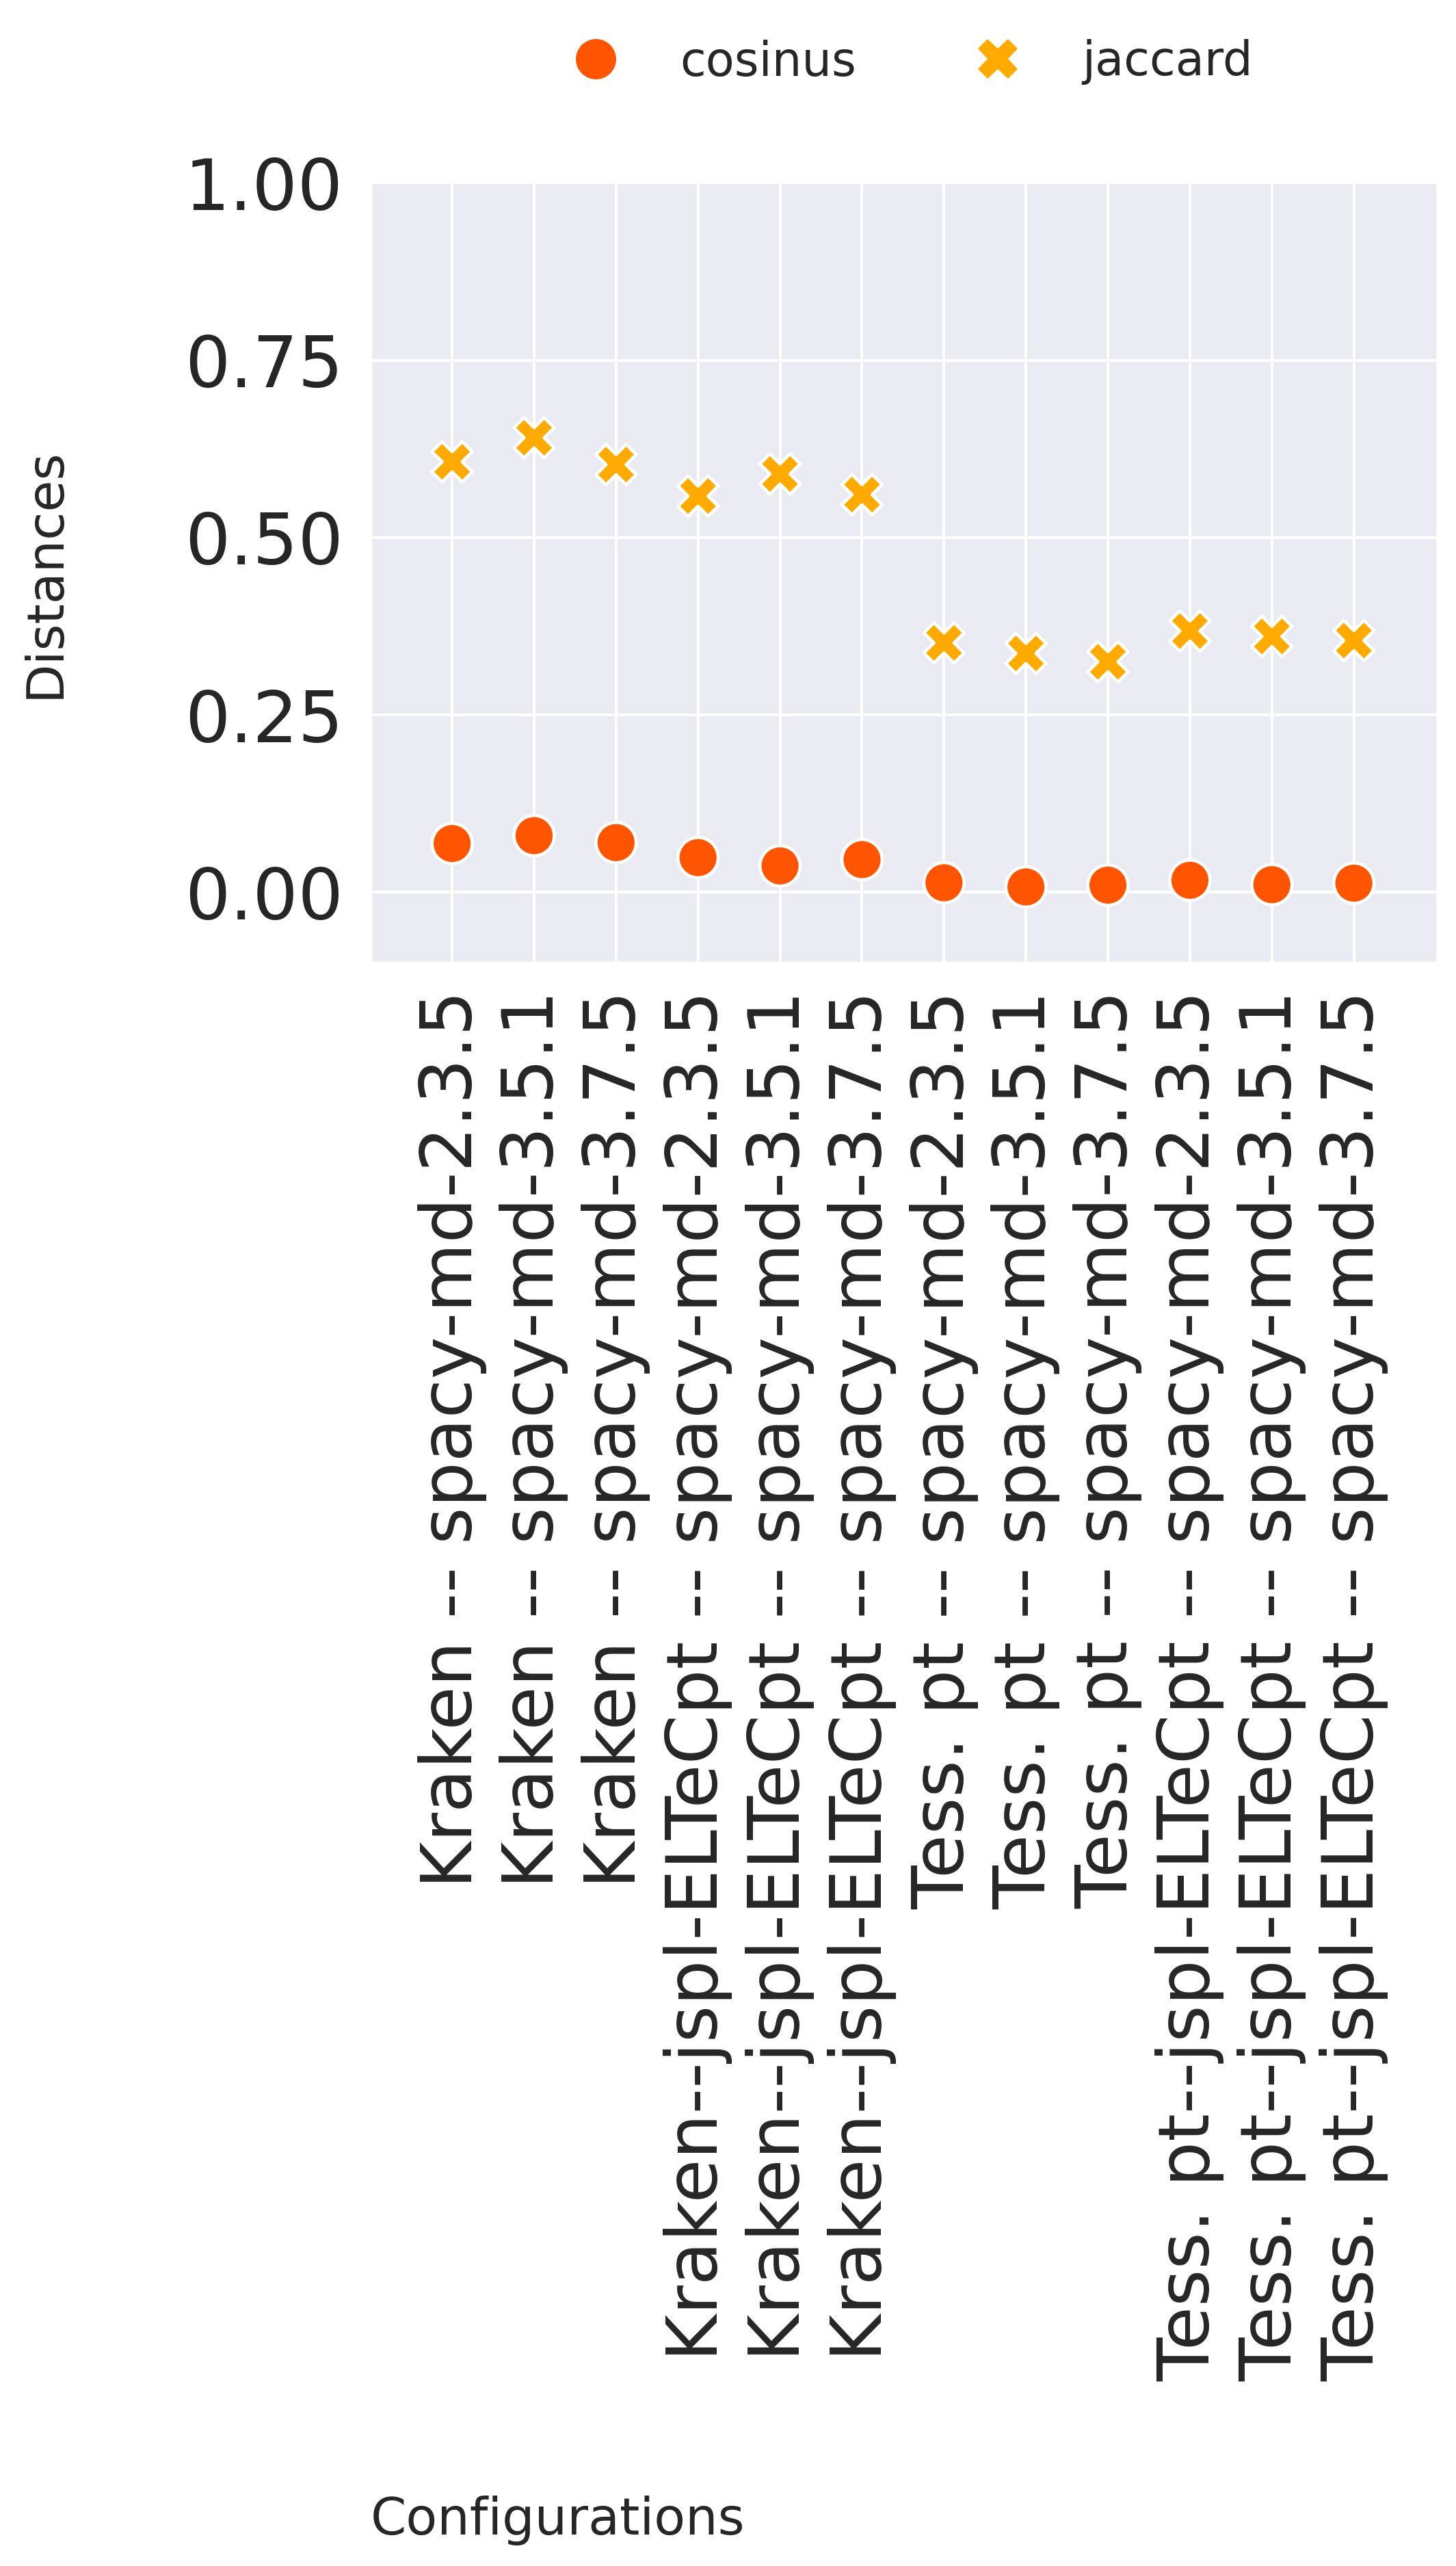 cosinus
jaccard
1.00
0.75
0.50
0.25
0.00
Distances
Kraken -- spacy-md-2.3.5
Kraken -- spacy-md-3.5.1
Kraken -- spacy-md-3.7.5
Kraken--jspl-ELTeCpt -- spacy-md-2.3.5
Kraken--jspl-ELTeCpt -- spacy-md-3.5.1
Kraken--jspl-ELTeCpt -- spacy-md-3.7.5
Tess. pt -- spacy-md-2.3.5
Tess. pt -- spacy-md-3.5.1
Tess. pt -- spacy-md-3.7.5
Tess. pt--jspl-ELTeCpt -- spacy-md-2.3.5
Tess. pt--jspl-ELTeCpt -- spacy-md-3.5.1
Tess. pt--jspl-ELTeCpt -- spacy-md-3.7.5
Configurations